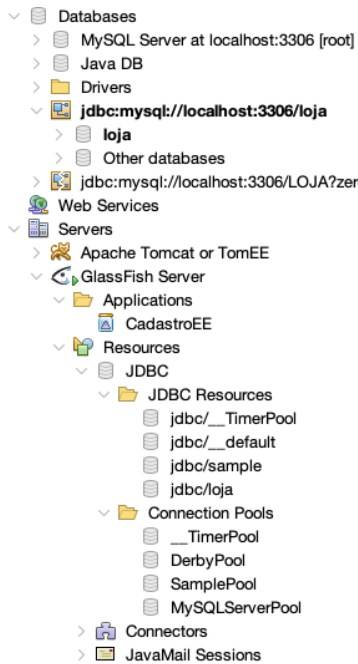 Databases
MySQL Server at localhost:3306 [root]
Java DB
Drivers
jdbc:mysql://localhost:3306/loja
loja
Other databases
jdbc:mysql://localhost:3306/LOJA?zer
Web Services
Servers
Apache Tomcat or TomEE
GlassFish Server
Applications
CadastroEE
Resources
JDBC
JDBC Resources
jdbc/__TimerPool
jdbc/__default
jdbc/sample
jdbc/loja
Connection Pools
__TimerPool
DerbyPool
SamplePool
MySQLServerPool
Connectors
JavaMail Sessions